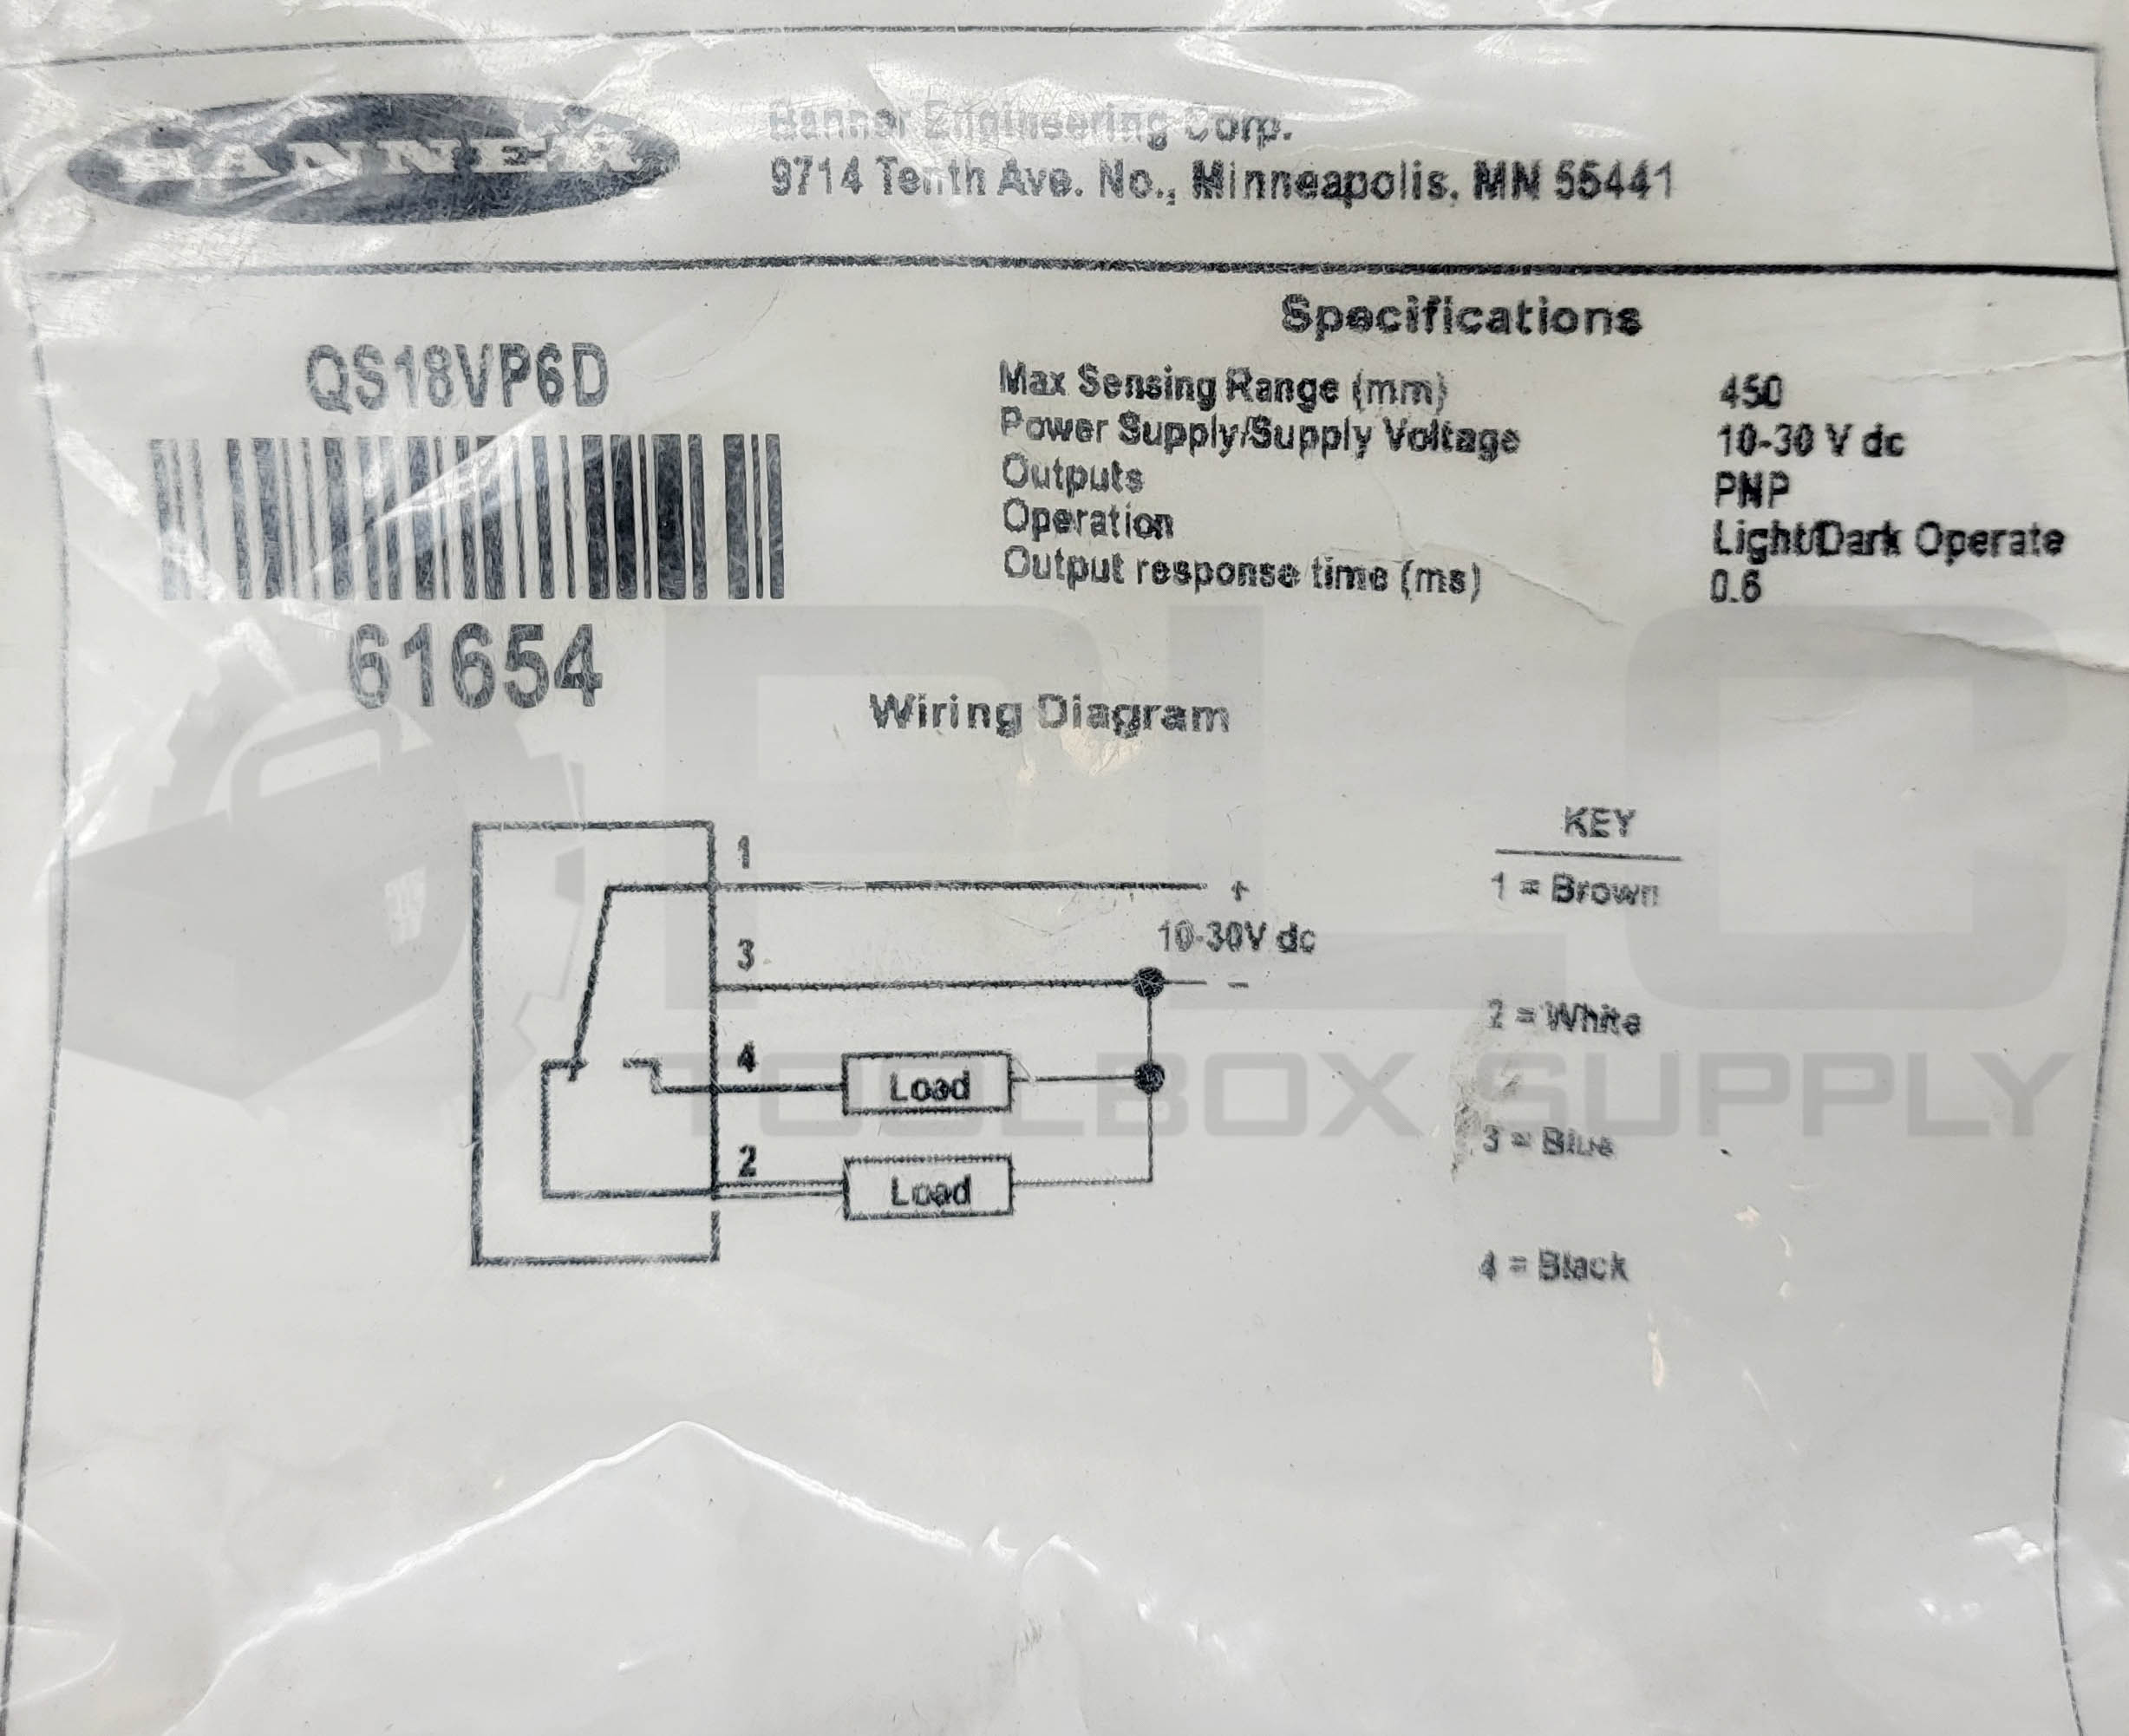 BANNER
Banner Engineering Corp.
9714 Tenth Ave. No., Minneapolis, MN 55441
QS18VP6D
61654
Specifications
Max Sensing Range (mm) 450
Power Supply/Supply Voltage 10-30 V dc
Outputs PNP
Operation Light/Dark Operate
Output response time (ms) 0.6
Wiring Diagram
1
+
10-30V dc
3
-
4
Load
2
Load
KEY
1 = Brown
2 = White
3 = Blue
4 = Black
PLC
TOOLBOX SUPPLY